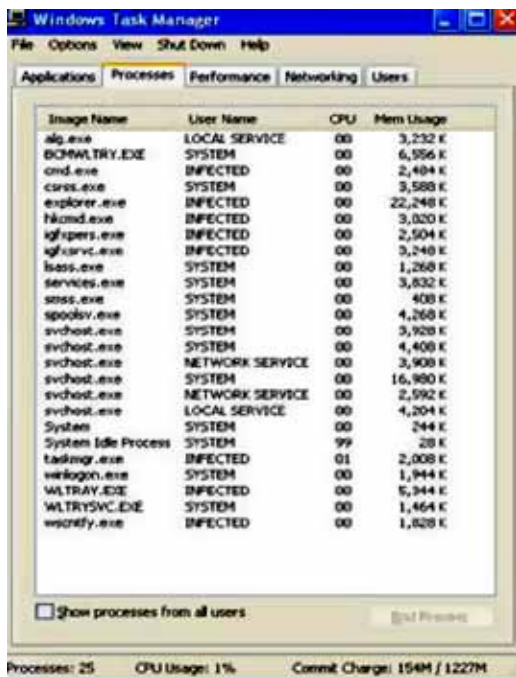 Windows Task Manager
File Options View Shut Down Help
Applications Processes Performance Networking Users
Image Name User Name CPU Mem Usage
alg.exe LOCAL SERVICE 00 3,232 K
BCMWLTRY.EXE SYSTEM 00 6,556 K
cmd.exe INFECTED 00 2,484 K
csrss.exe SYSTEM 00 3,588 K
explorer.exe INFECTED 00 22,248 K
hkcmd.exe INFECTED 00 3,020 K
igfxpers.exe INFECTED 00 2,504 K
igfxsrvc.exe INFECTED 00 3,248 K
lsass.exe SYSTEM 00 1,268 K
services.exe SYSTEM 00 3,832 K
smss.exe SYSTEM 00 408 K
spoolsv.exe SYSTEM 00 4,268 K
svchost.exe SYSTEM 00 3,928 K
svchost.exe SYSTEM 00 4,408 K
svchost.exe NETWORK SERVICE 00 3,908 K
svchost.exe SYSTEM 00 16,980 K
svchost.exe NETWORK SERVICE 00 2,592 K
svchost.exe LOCAL SERVICE 00 4,204 K
System SYSTEM 00 244 K
System Idle Process SYSTEM 99 28 K
taskmgr.exe INFECTED 01 2,008 K
winlogon.exe SYSTEM 00 1,944 K
WLTRAY.EXE INFECTED 00 5,344 K
WLTRYSVC.EXE SYSTEM 00 1,464 K
wscntfy.exe INFECTED 00 1,828 K
Show processes from all users
End Process
Processes: 25 CPU Usage: 1% Commit Charge: 154M / 1227M